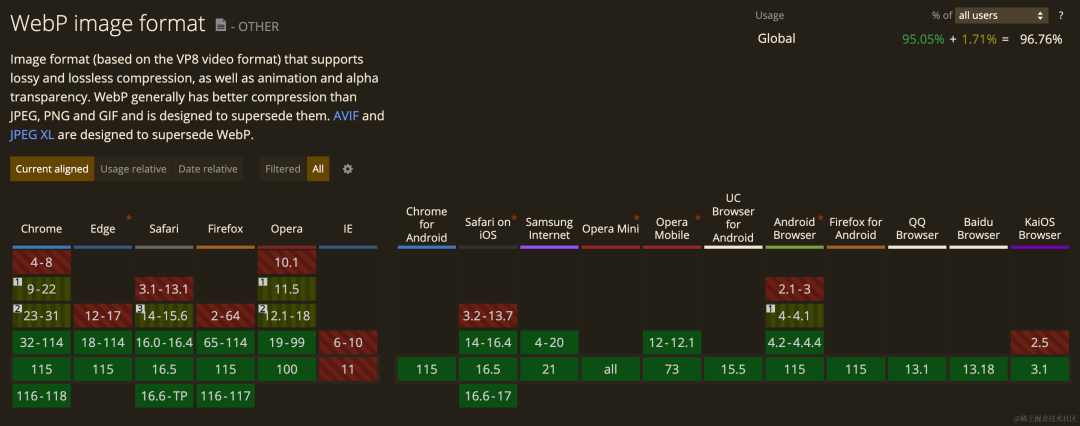 WebP image format - OTHER
Usage % of all users ?
Global 95.05% + 1.71% = 96.76%
Image format (based on the VP8 video format) that supports
lossy and lossless compression, as well as animation and alpha
transparency. WebP generally has better compression than
JPEG, PNG and GIF and is designed to supersede them. AVIF and
JPEG XL are designed to supersede WebP.
Current aligned Usage relative Date relative Filtered All
Chrome Edge * Safari Firefox Opera IE
Chrome for Android
Safari on iOS *
Samsung Internet
Opera Mini *
Opera Mobile *
UC Browser for Android
Android Browser *
Firefox for Android
QQ Browser
Baidu Browser
KaiOS Browser
4-8 10.1
1 9-22 3.1-13.1 1 11.5 2.1-3
2 23-31 12-17 3 14-15.6 2-64 2 12.1-18 3.2-13.7 1 4-4.1
32-114 18-114 16.0-16.4 65-114 19-99 6-10 14-16.4 4-20 12-12.1 4.2-4.4.4 2.5
115 115 16.5 115 100 11 115 16.5 21 all 73 15.5 115 115 13.1 13.18 3.1
116-118 16.6-TP 116-117 16.6-17
@稀土掘金技术社区